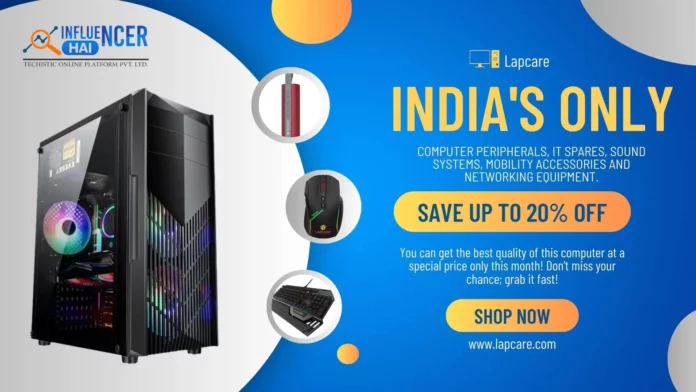 INFLUENCER
HAI
TECHISTIC ONLINE PLATFORM PVT. LTD.
Lapcare
INDIA'S ONLY
COMPUTER PERIPHERALS, IT SPARES, SOUND
SYSTEMS, MOBILITY ACCESSORIES AND
NETWORKING EQUIPMENT.
SAVE UP TO 20% OFF
You can get the best quality of this computer at a
special price only this month! Don't miss your
chance; grab it fast!
SHOP NOW
www.lapcare.com